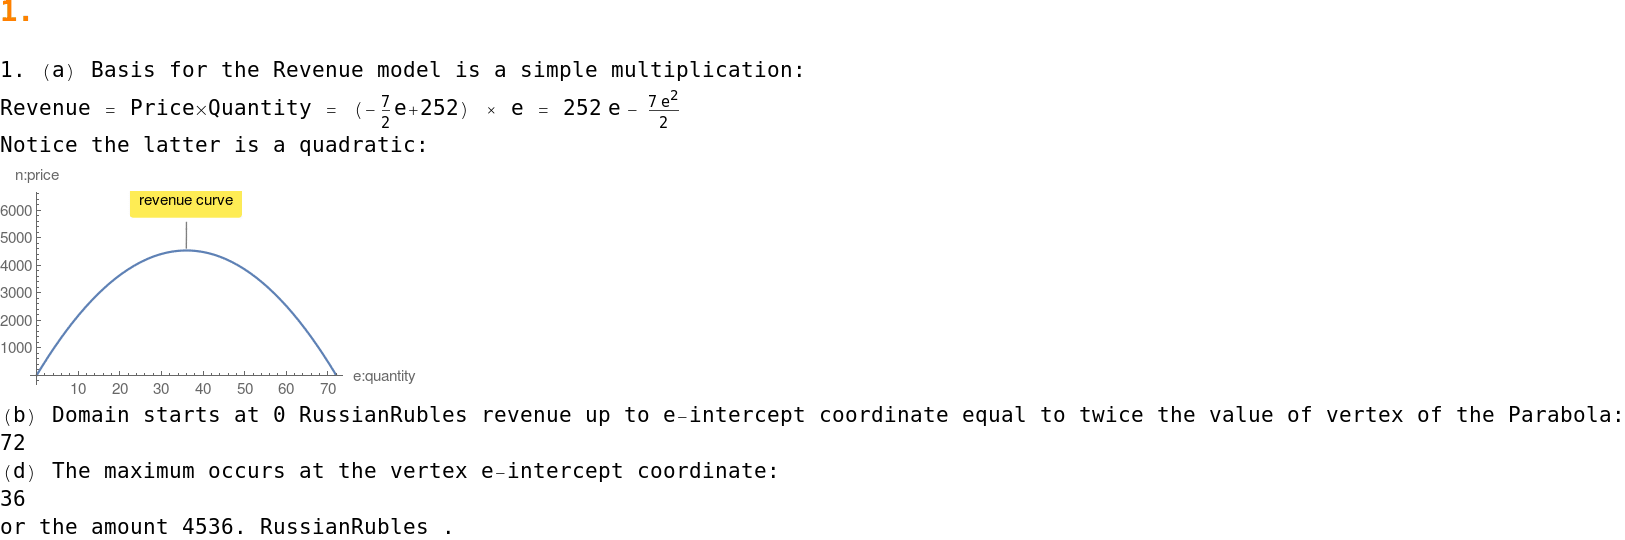 1.
1. (a) Basis for the Revenue model is a simple multiplication:
Revenue = Price×Quantity = (-7/2 e+252) × e = 252 e - 7 e²/2
Notice the latter is a quadratic:
n:price
revenue curve
6000
5000
4000
3000
2000
1000
10 20 30 40 50 60 70
e:quantity
(b) Domain starts at 0 RussianRubles revenue up to e-intercept coordinate equal to twice the value of vertex of the Parabola:
72
(d) The maximum occurs at the vertex e-intercept coordinate:
36
or the amount 4536. RussianRubles .